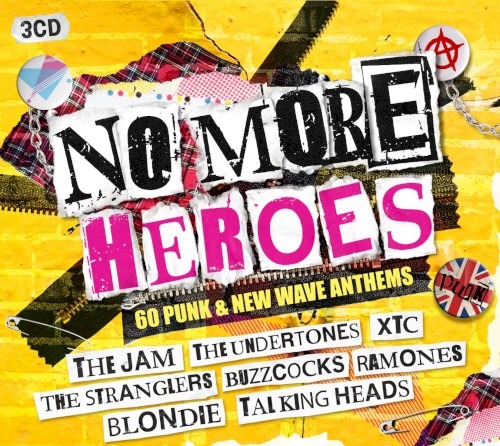 3CD
NO MORE
HEROES
60 PUNK & NEW WAVE ANTHEMS
THE JAM THE UNDERTONES XTC
THE STRANGLERS BUZZCOCKS RAMONES
BLONDIE TALKING HEADS